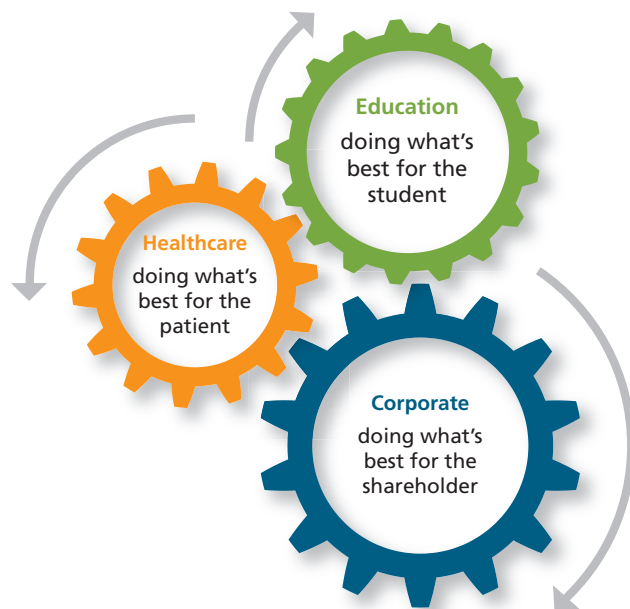 Education
doing what's
best for the
student
Healthcare
doing what's
best for the
patient
Corporate
doing what's
best for the
shareholder